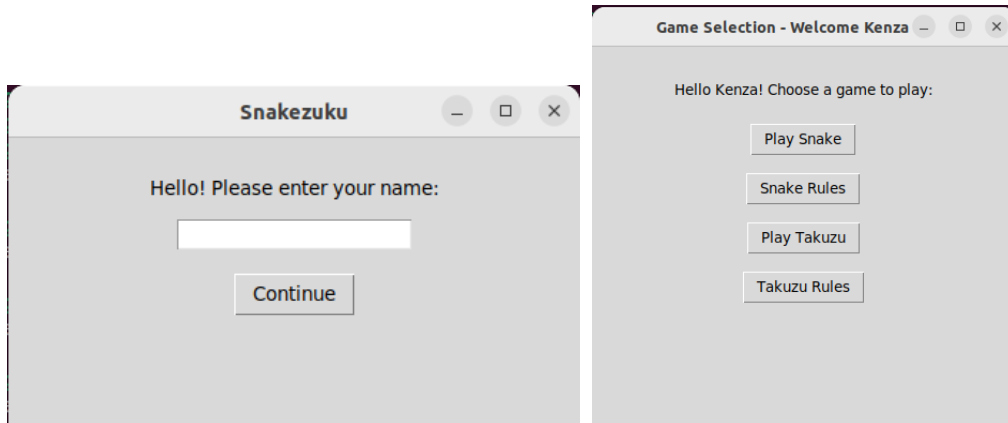 Snakezuku
Hello! Please enter your name:
Continue
Game Selection - Welcome Kenza
Hello Kenza! Choose a game to play:
Play Snake
Snake Rules
Play Takuzu
Takuzu Rules